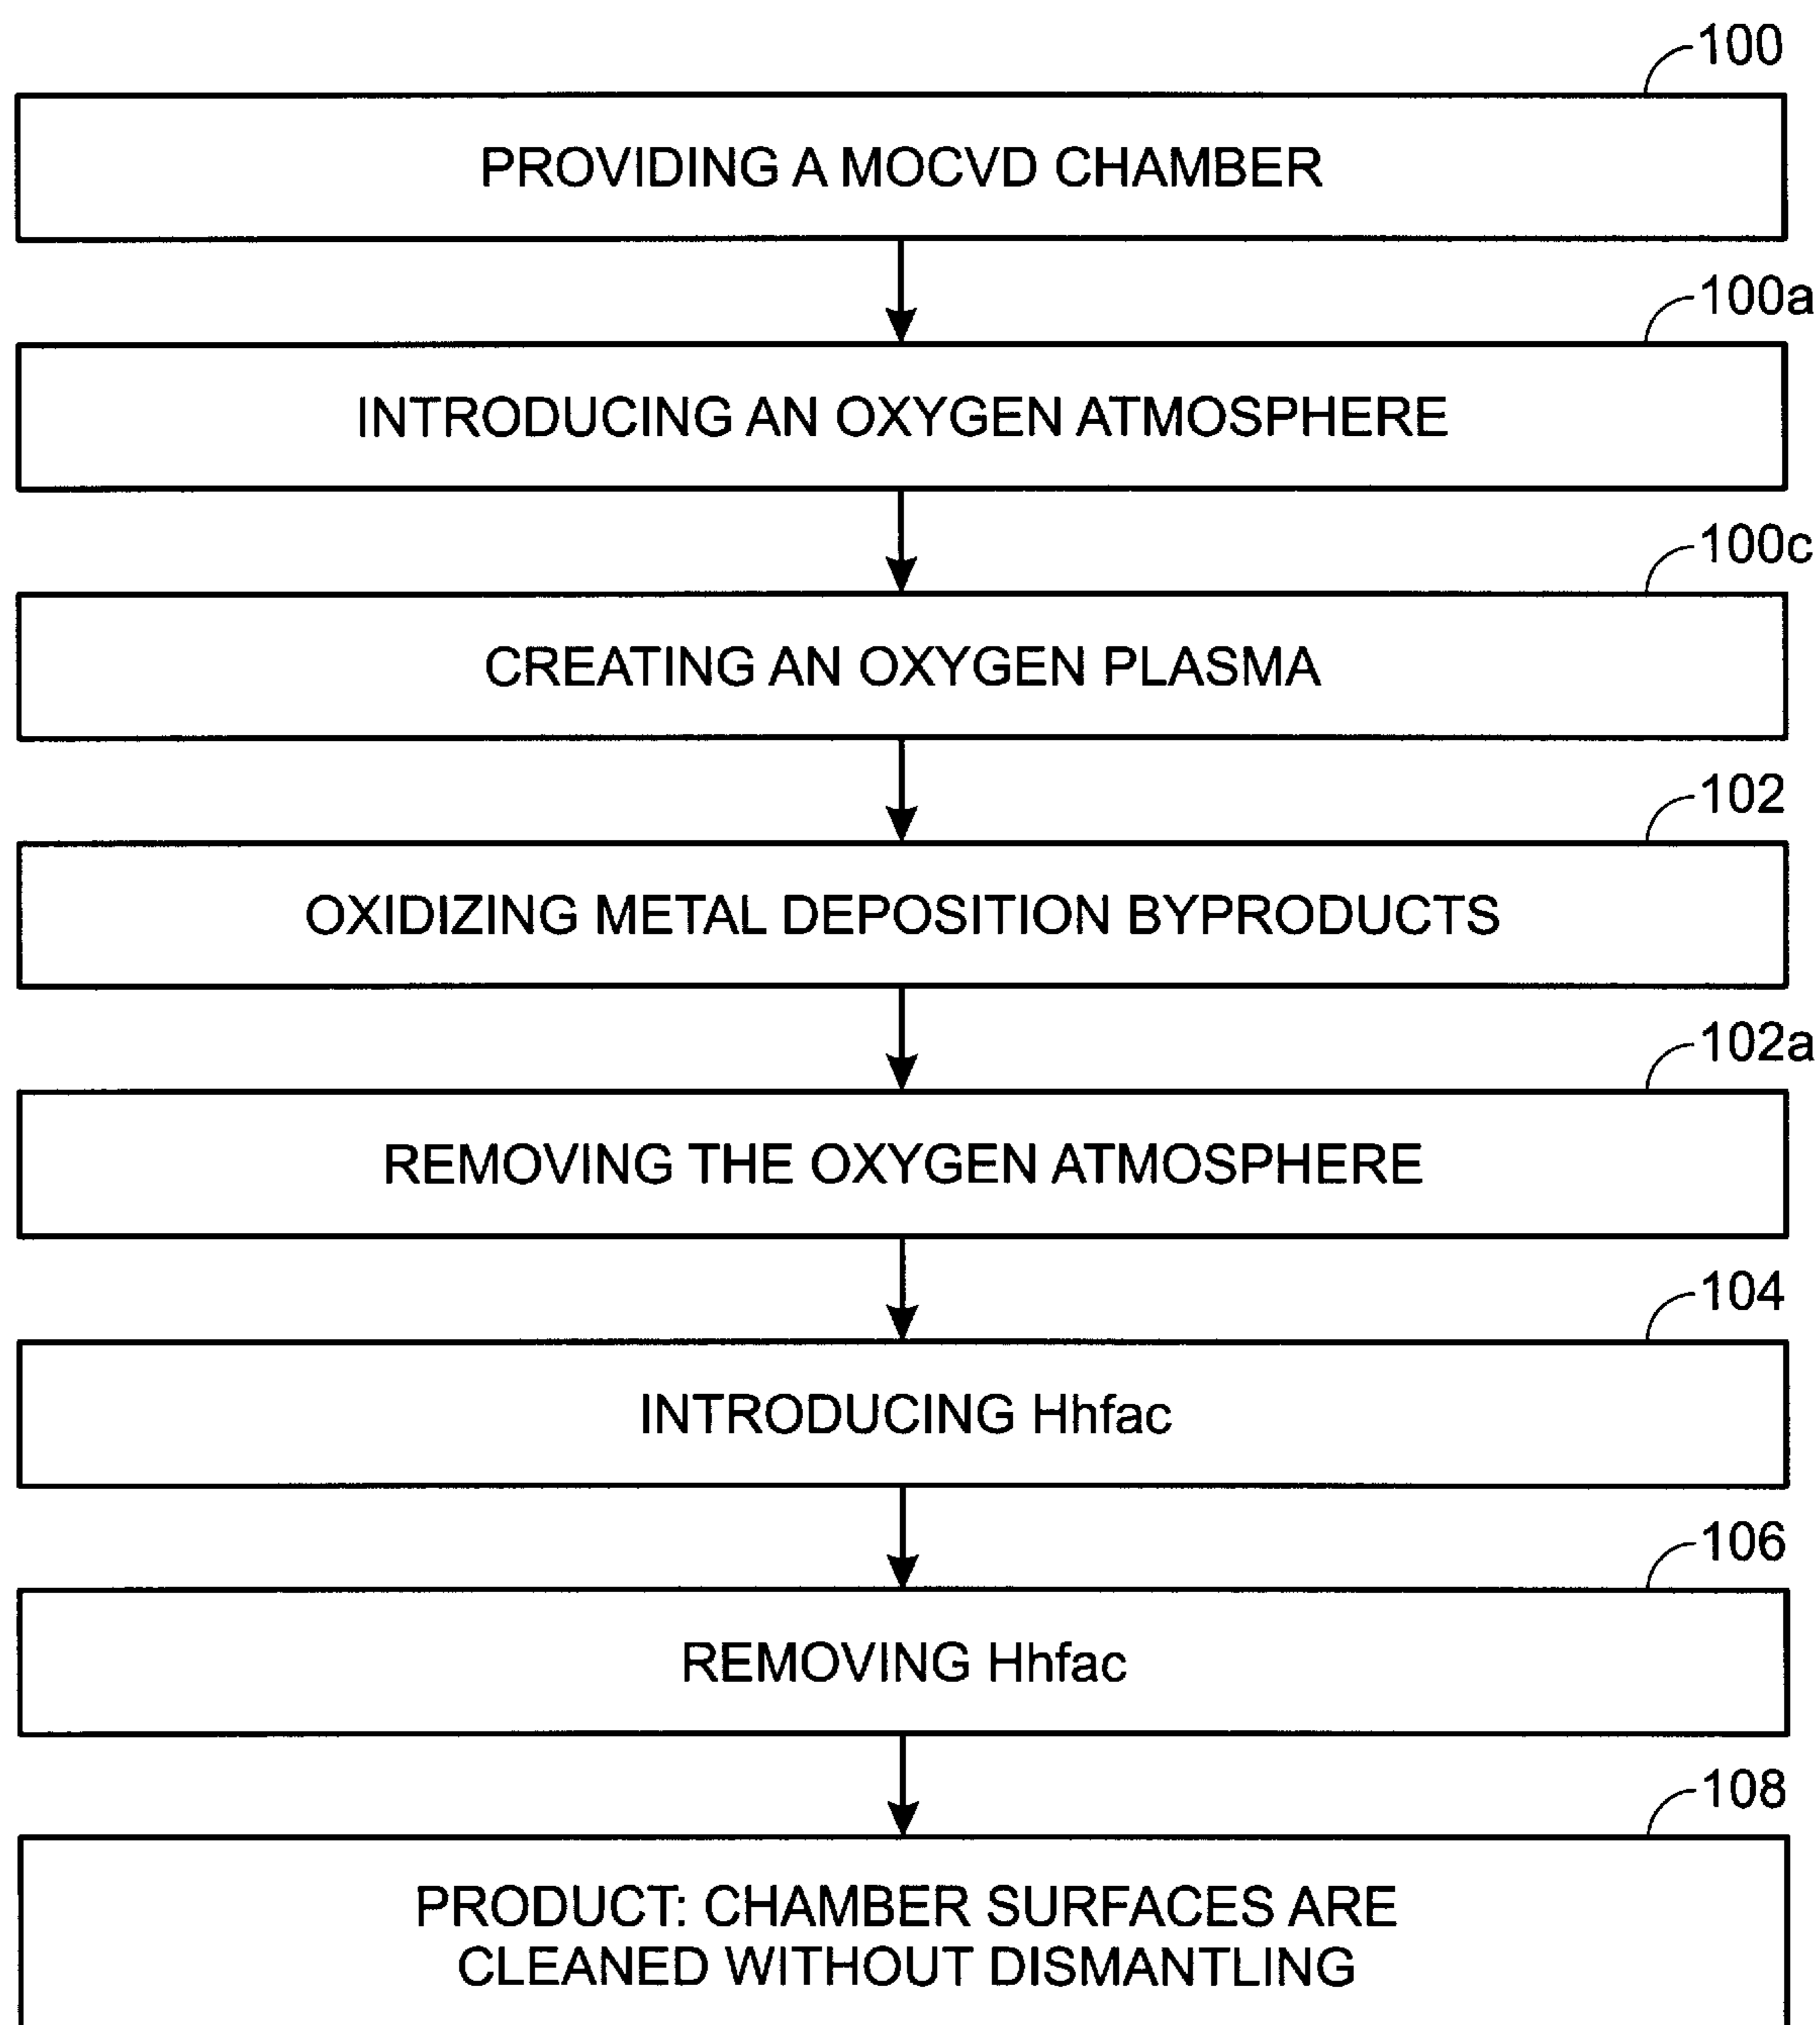 100
PROVIDING A MOCVD CHAMBER
100a
INTRODUCING AN OXYGEN ATMOSPHERE
100c
CREATING AN OXYGEN PLASMA
102
OXIDIZING METAL DEPOSITION BYPRODUCTS
102a
REMOVING THE OXYGEN ATMOSPHERE
104
INTRODUCING Hhfac
106
REMOVING Hhfac
108
PRODUCT: CHAMBER SURFACES ARE
CLEANED WITHOUT DISMANTLING